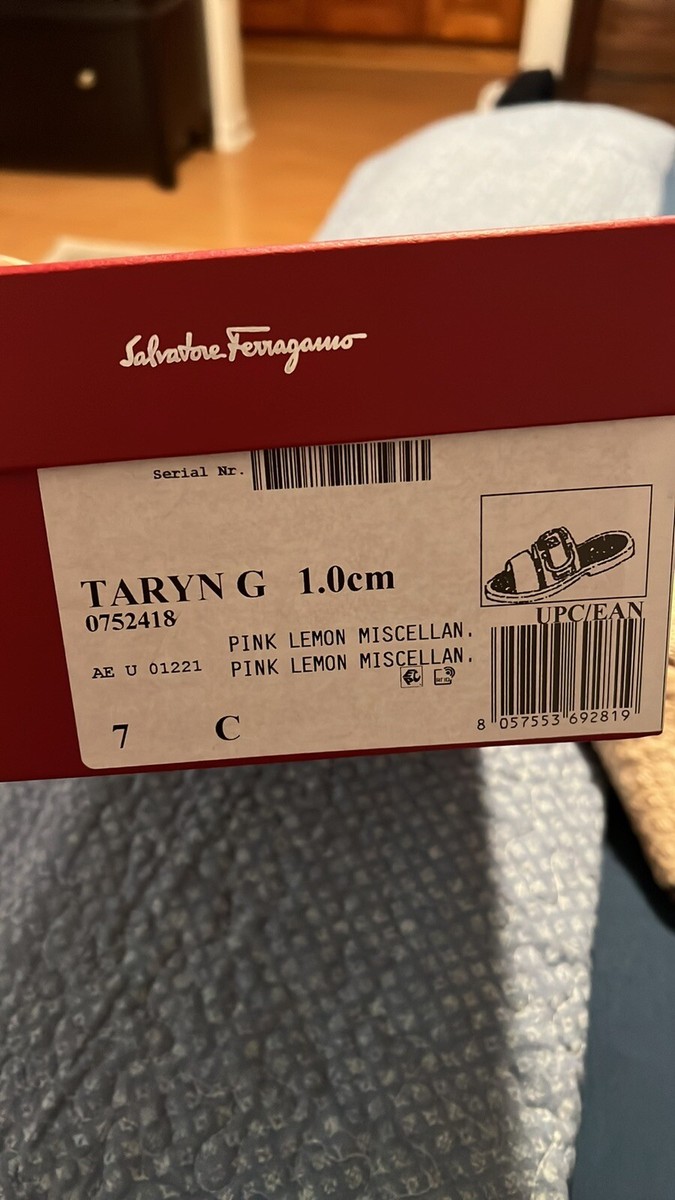 Salvatore Ferragamo
Serial Nr.
TARYN G 1.0cm
0752418
UPC/EAN
PINK LEMON MISCELLAN.
AE U 01221 PINK LEMON MISCELLAN.
7 C
8 057553 692819